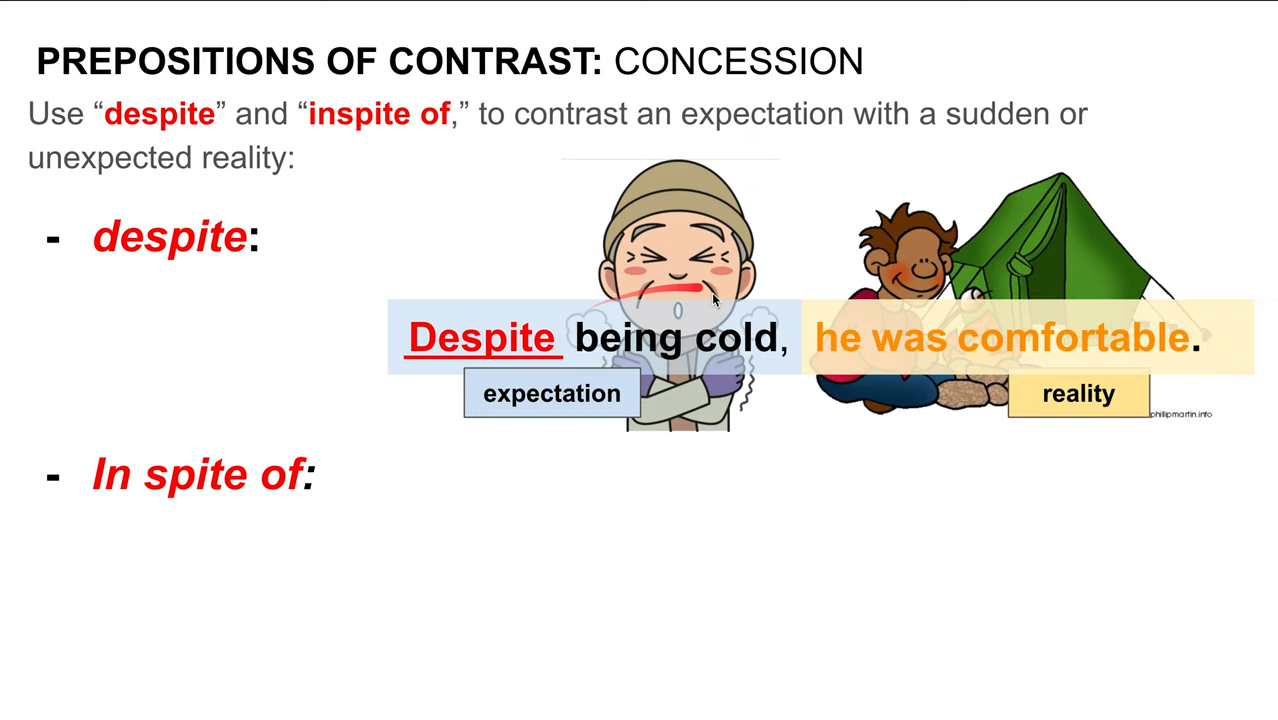 PREPOSITIONS OF CONTRAST: CONCESSION
Use “despite” and “inspite of,” to contrast an expectation with a sudden or
unexpected reality:
- despite:
Despite being cold, he was comfortable.
expectation
reality
phillipmartin.info
- In spite of: